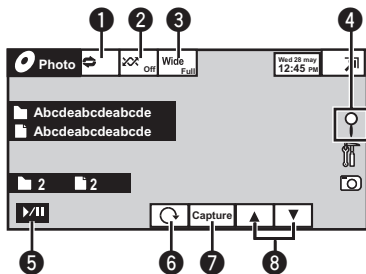 1 2 3 4
Photo
Off
Wide
Full
Wed 28 may
12:45 PM
Abcdeabcdeabcde
Abcdeabcdeabcde
2 2
Capture
5 6 7 8